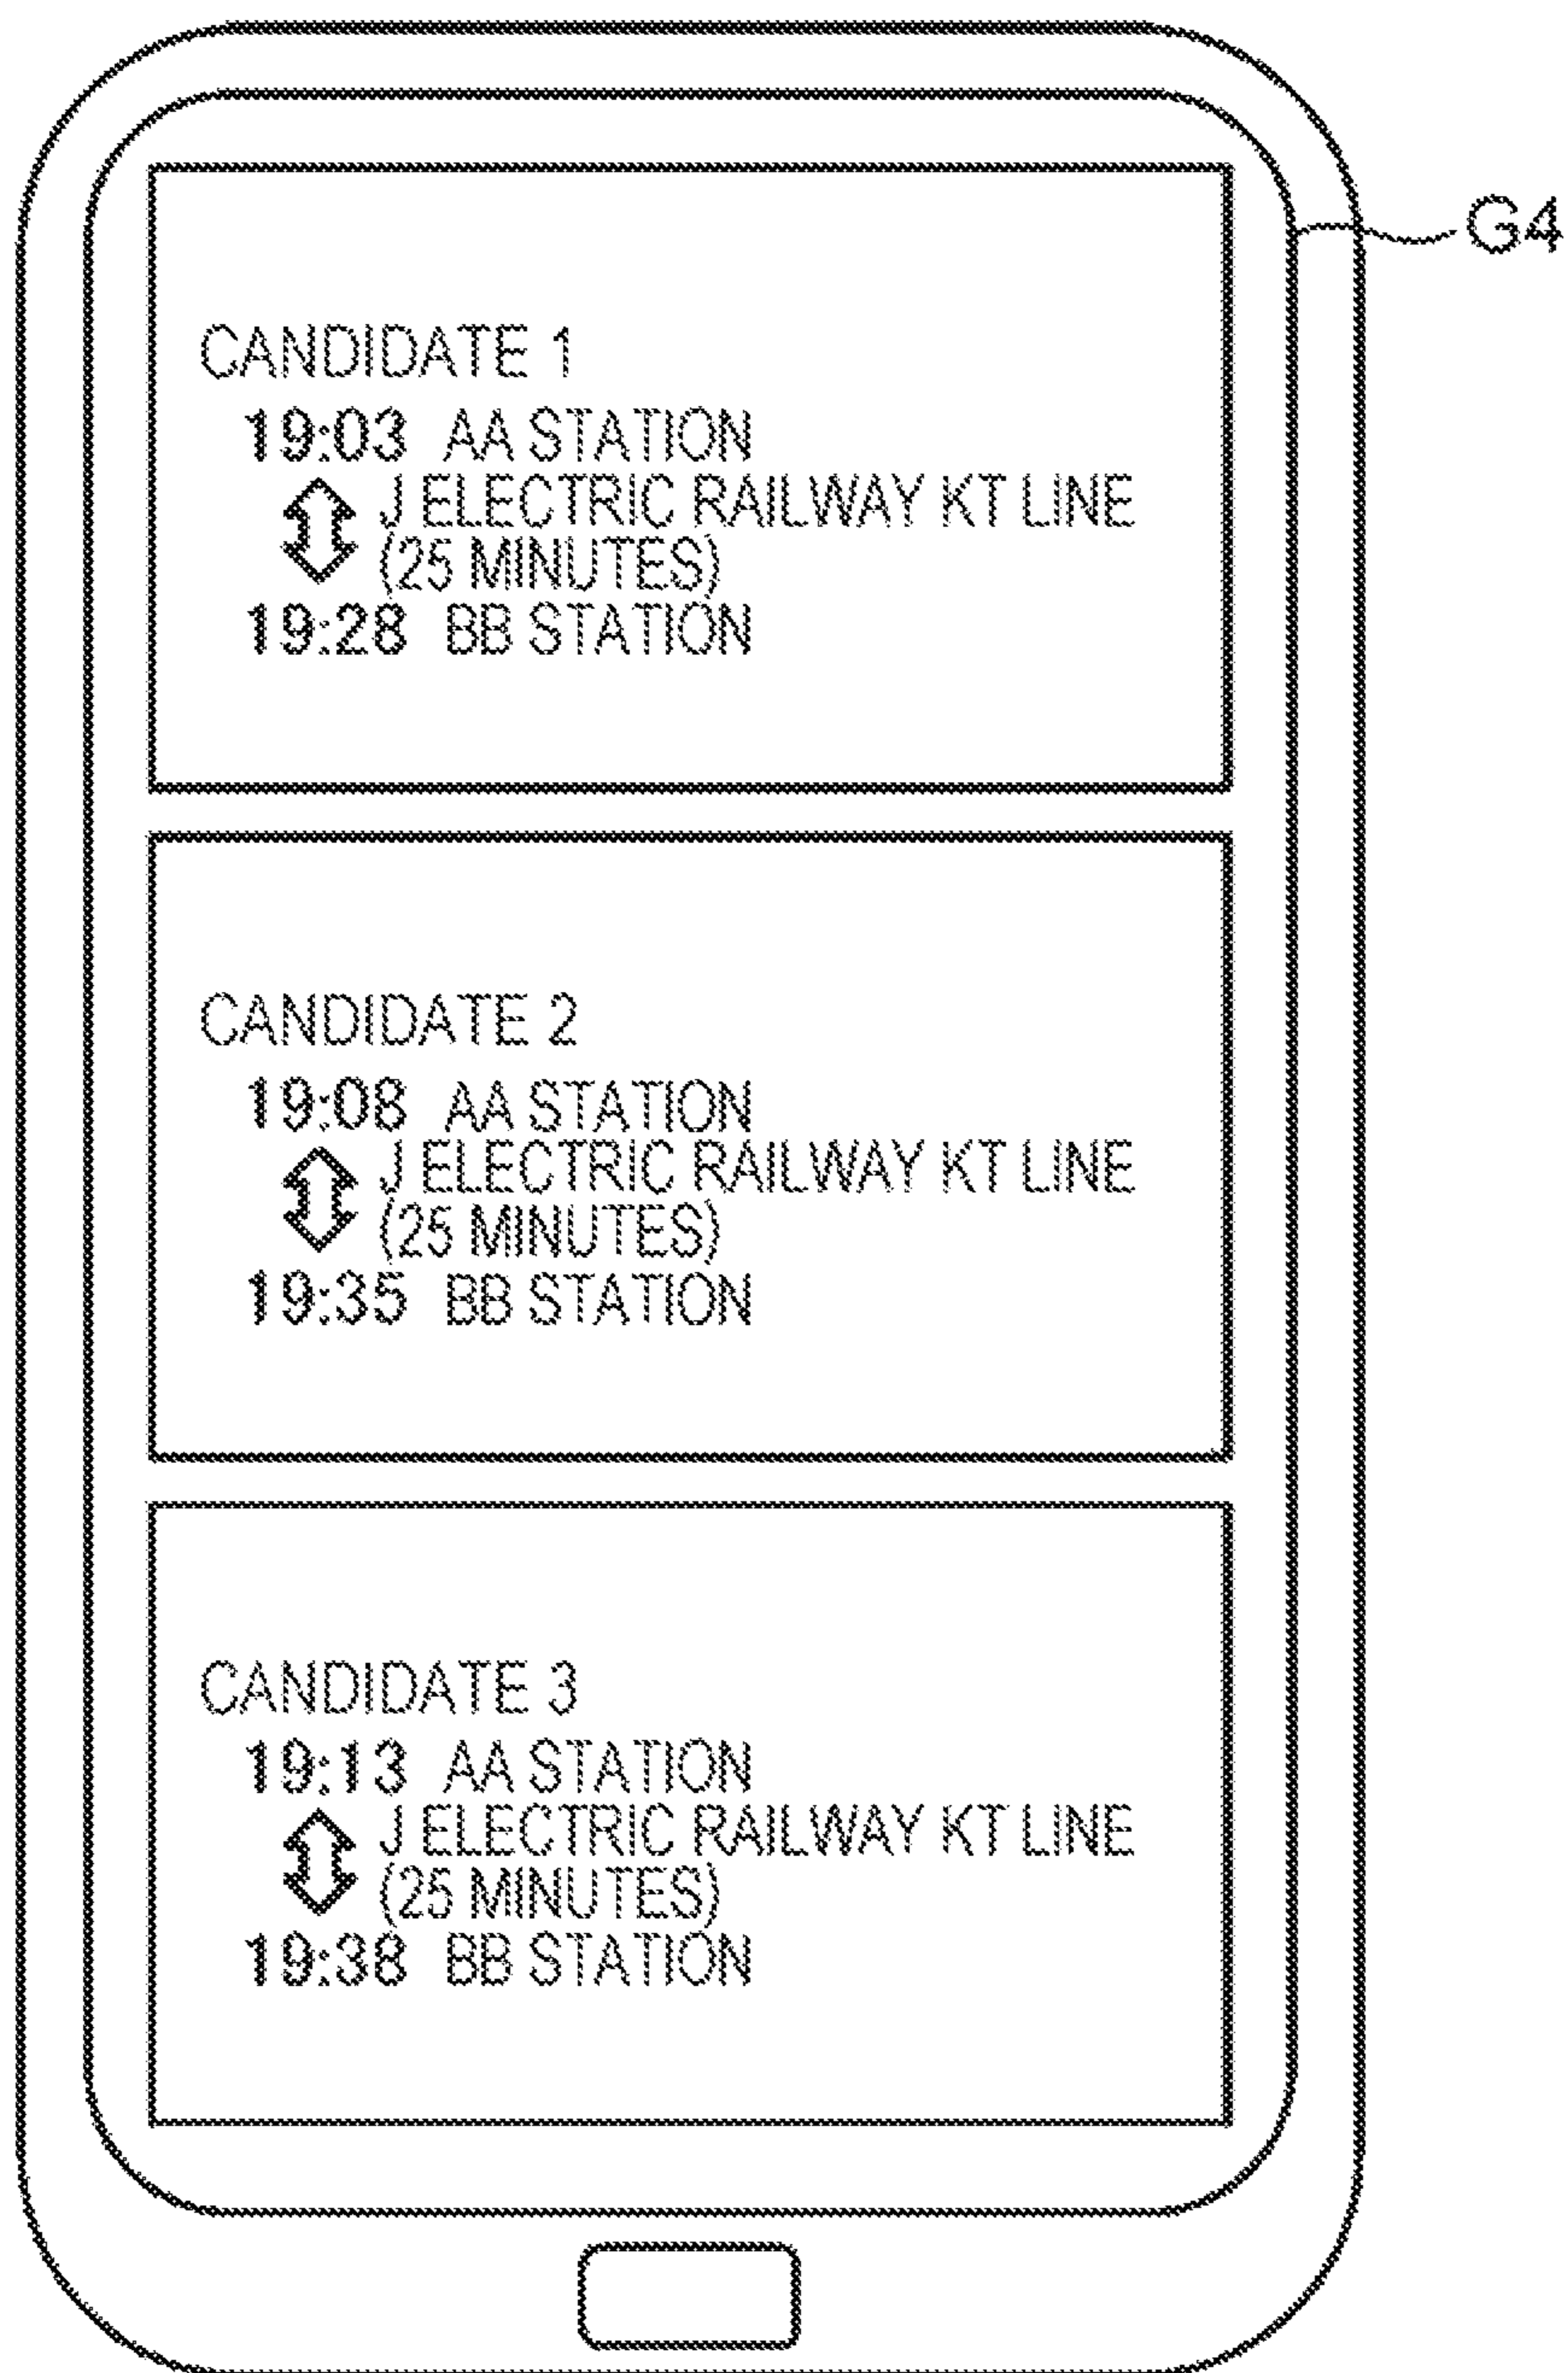 G4
CANDIDATE 1
19:03 AA STATION
J ELECTRIC RAILWAY KT LINE
(25 MINUTES)
19:28 BB STATION
CANDIDATE 2
19:08 AA STATION
J ELECTRIC RAILWAY KT LINE
(25 MINUTES)
19:35 BB STATION
CANDIDATE 3
19:13 AA STATION
J ELECTRIC RAILWAY KT LINE
(25 MINUTES)
19:38 BB STATION